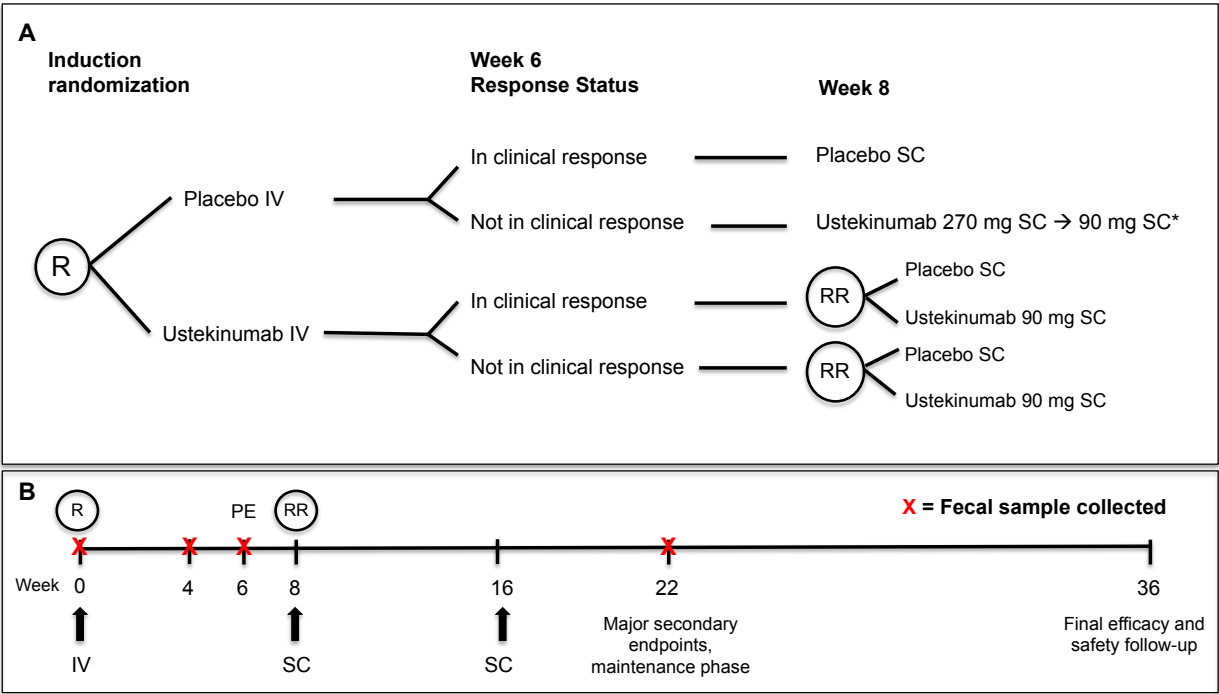 A
Induction
randomization
Week 6
Response Status
Week 8
In clinical response
Placebo SC
Placebo IV
Not in clinical response
Ustekinumab 270 mg SC → 90 mg SC*
R
In clinical response
RR
Placebo SC
Ustekinumab 90 mg SC
Ustekinumab IV
Not in clinical response
RR
Placebo SC
Ustekinumab 90 mg SC
B
R
PE
RR
X = Fecal sample collected
X X X X
Week 0 4 6 8 16 22 36
IV
SC
SC
Major secondary
endpoints,
maintenance phase
Final efficacy and
safety follow-up